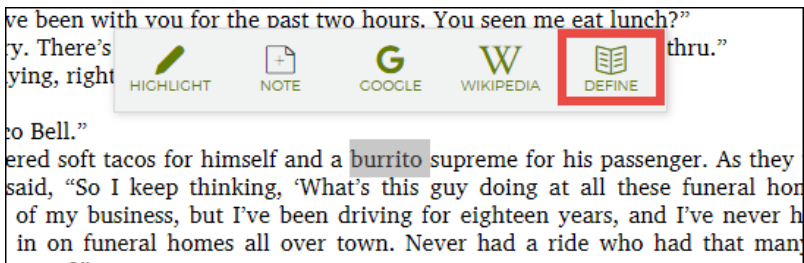 ve been with you for the past two hours. You seen me eat lunch?”
ry. There’s thru.”
ying, right
HIGHLIGHT NOTE GOOGLE WIKIPEDIA DEFINE
co Bell.”
ered soft tacos for himself and a burrito supreme for his passenger. As they
said, “So I keep thinking, ‘What’s this guy doing at all these funeral hon
of my business, but I’ve been driving for eighteen years, and I’ve never h
in on funeral homes all over town. Never had a ride who had that many